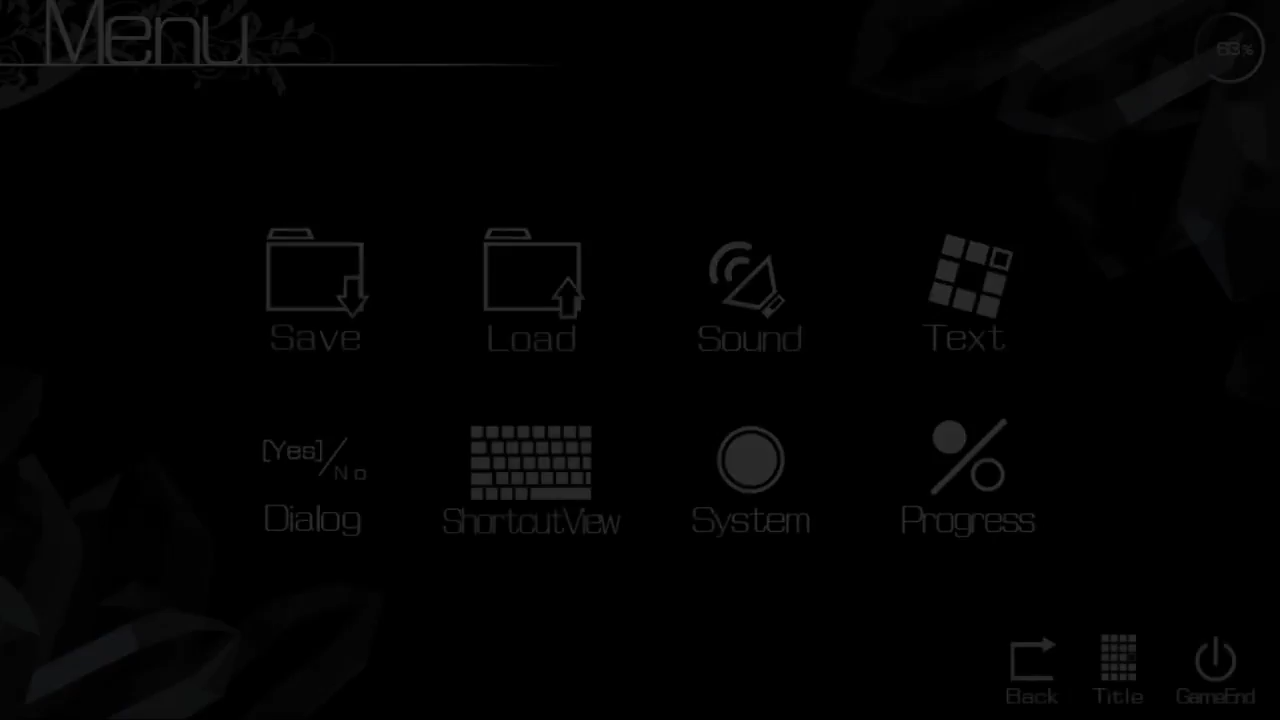 Menu
63%
Save
Load
Sound
Text
[Yes]/No
Dialog
ShortcutView
System
Progress
Back
Title
GameEnd